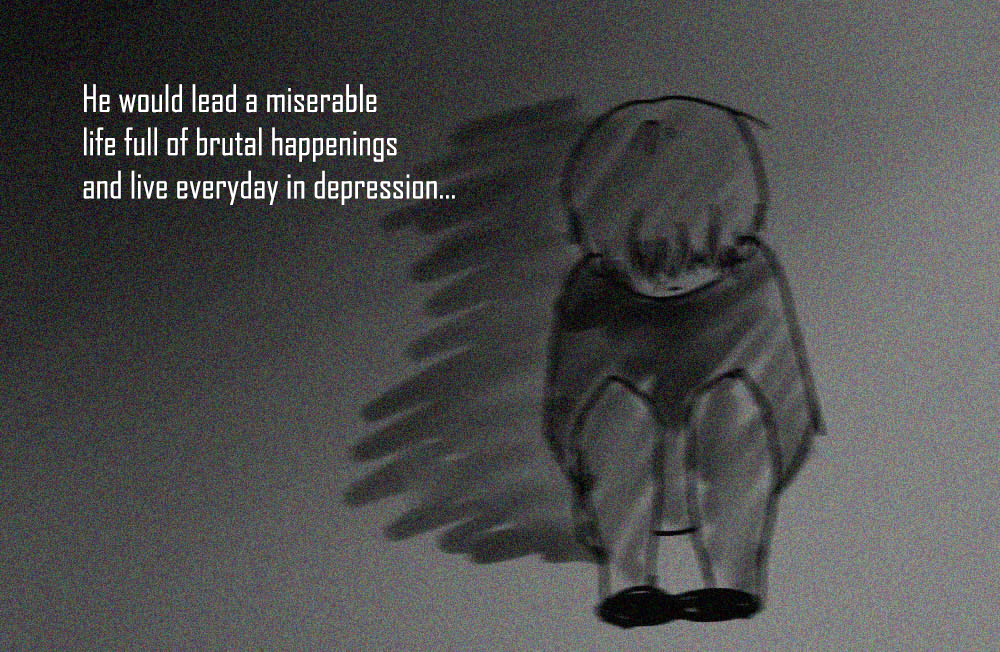 He would lead a miserable
life full of brutal happenings
and live everyday in depression...